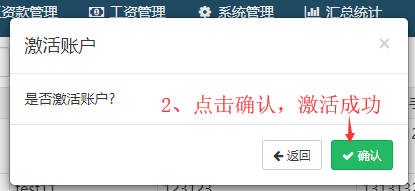 资款管理 工资管理 系统管理 汇总统计
激活账户
×
是否激活账户?
2、点击确认，激活成功
返回 确认
test11 123123 1313132